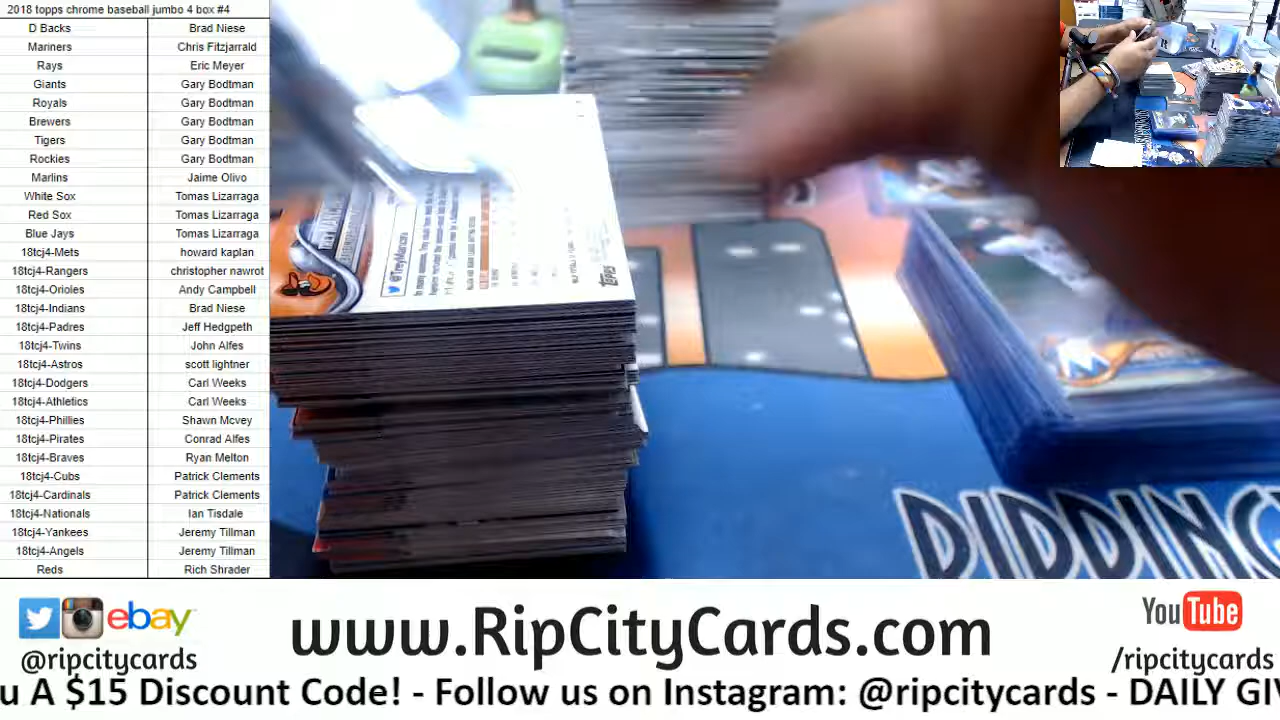 2018 topps chrome baseball jumbo 4 box #4
D Backs Brad Niese
Mariners Chris Fitzjarrald
Rays Eric Meyer
Giants Gary Bodtman
Royals Gary Bodtman
Brewers Gary Bodtman
Tigers Gary Bodtman
Rockies Gary Bodtman
Marlins Jaime Olivo
White Sox Tomas Lizarraga
Red Sox Tomas Lizarraga
Blue Jays Tomas Lizarraga
18tcj4-Mets howard kaplan
18tcj4-Rangers christopher nawrot
18tcj4-Orioles Andy Campbell
18tcj4-Indians Brad Niese
18tcj4-Padres Jeff Hedgpeth
18tcj4-Twins John Alfes
18tcj4-Astros scott lightner
18tcj4-Dodgers Carl Weeks
18tcj4-Athletics Carl Weeks
18tcj4-Phillies Shawn Mcvey
18tcj4-Pirates Conrad Alfes
18tcj4-Braves Ryan Melton
18tcj4-Cubs Patrick Clements
18tcj4-Cardinals Patrick Clements
18tcj4-Nationals Ian Tisdale
18tcj4-Yankees Jeremy Tillman
18tcj4-Angels Jeremy Tillman
Reds Rich Shrader
@TreyMancini
Topps
ebay
@ripcitycards
www.RipCityCards.com
YouTube
/ripcitycards
u A $15 Discount Code! - Follow us on Instagram: @ripcitycards - DAILY GIV